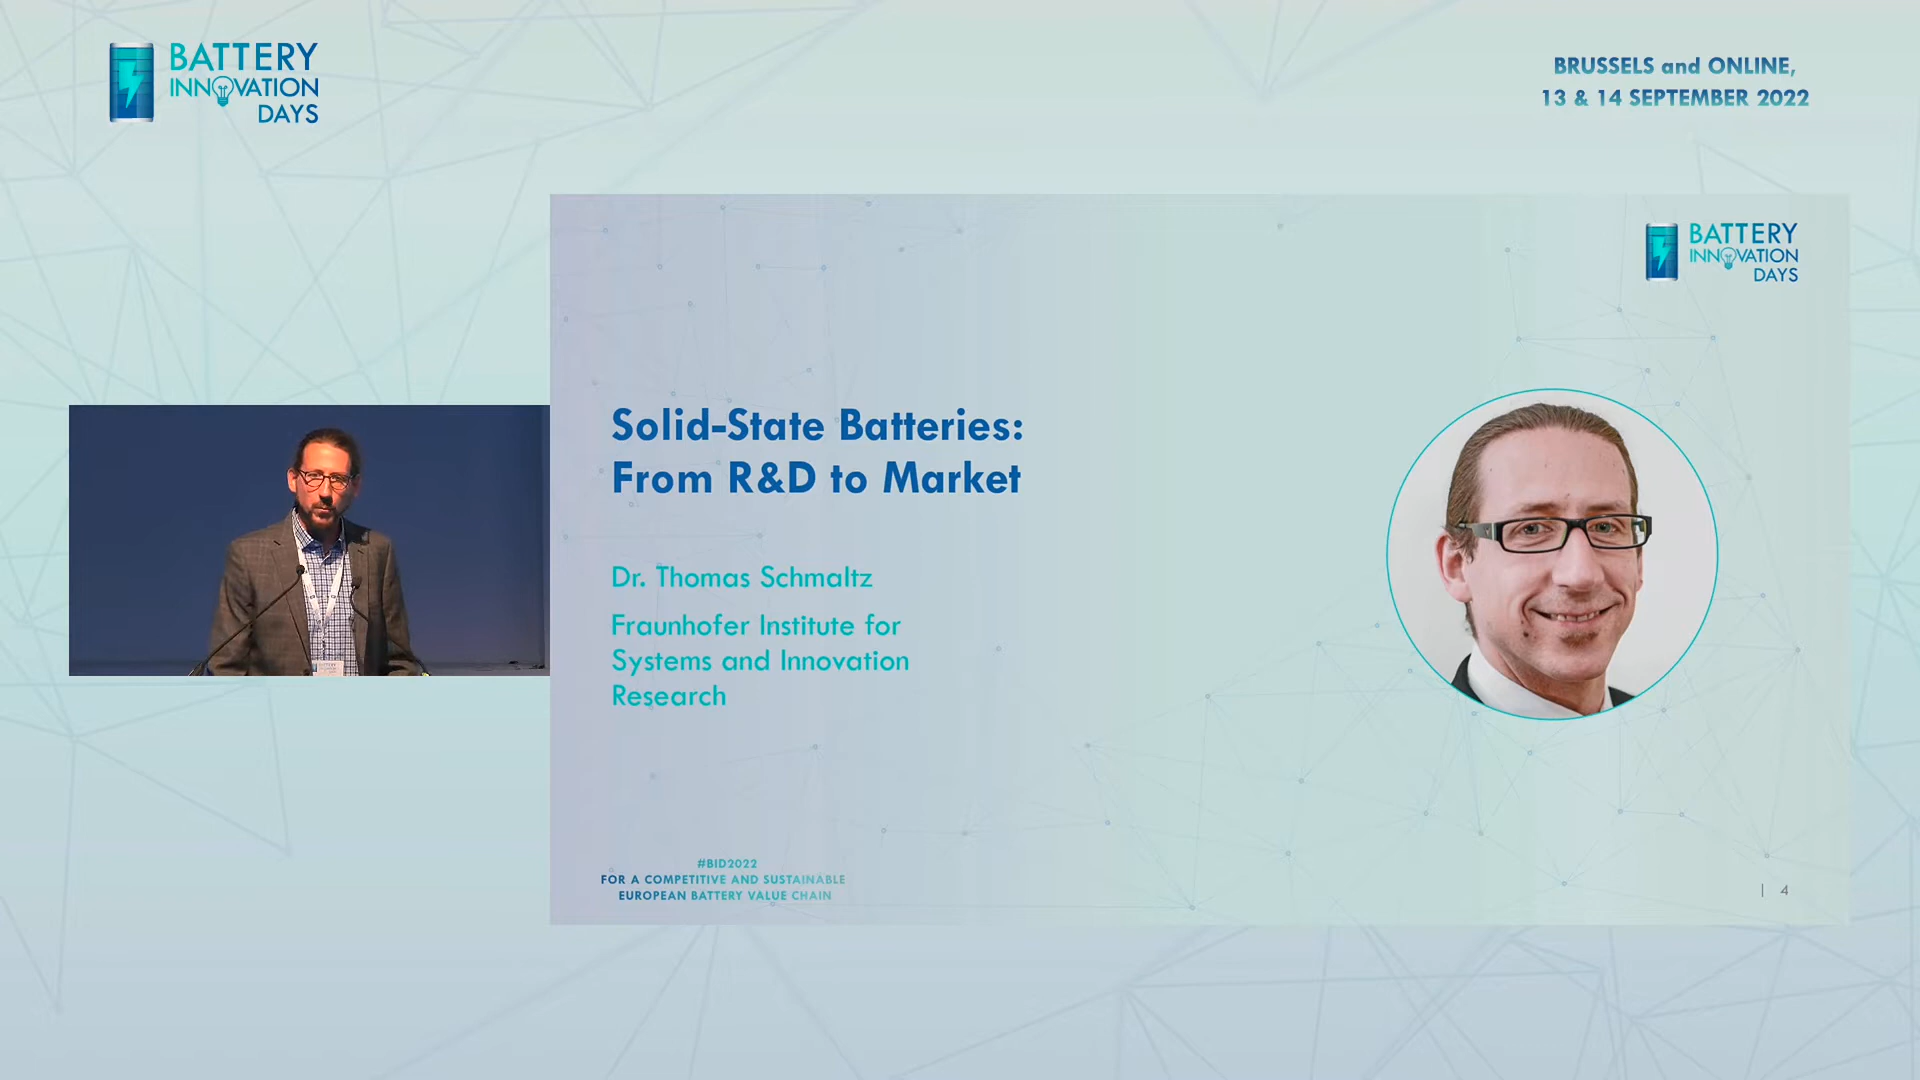 BATTERY
INNOVATION
DAYS
BRUSSELS and ONLINE,
13 & 14 SEPTEMBER 2022
BATTERY
INNOVATION
DAYS
Solid-State Batteries:
From R&D to Market
Dr. Thomas Schmaltz
Fraunhofer Institute for
Systems and Innovation
Research
#BID2022
FOR A COMPETITIVE AND SUSTAINABLE
EUROPEAN BATTERY VALUE CHAIN
| 4